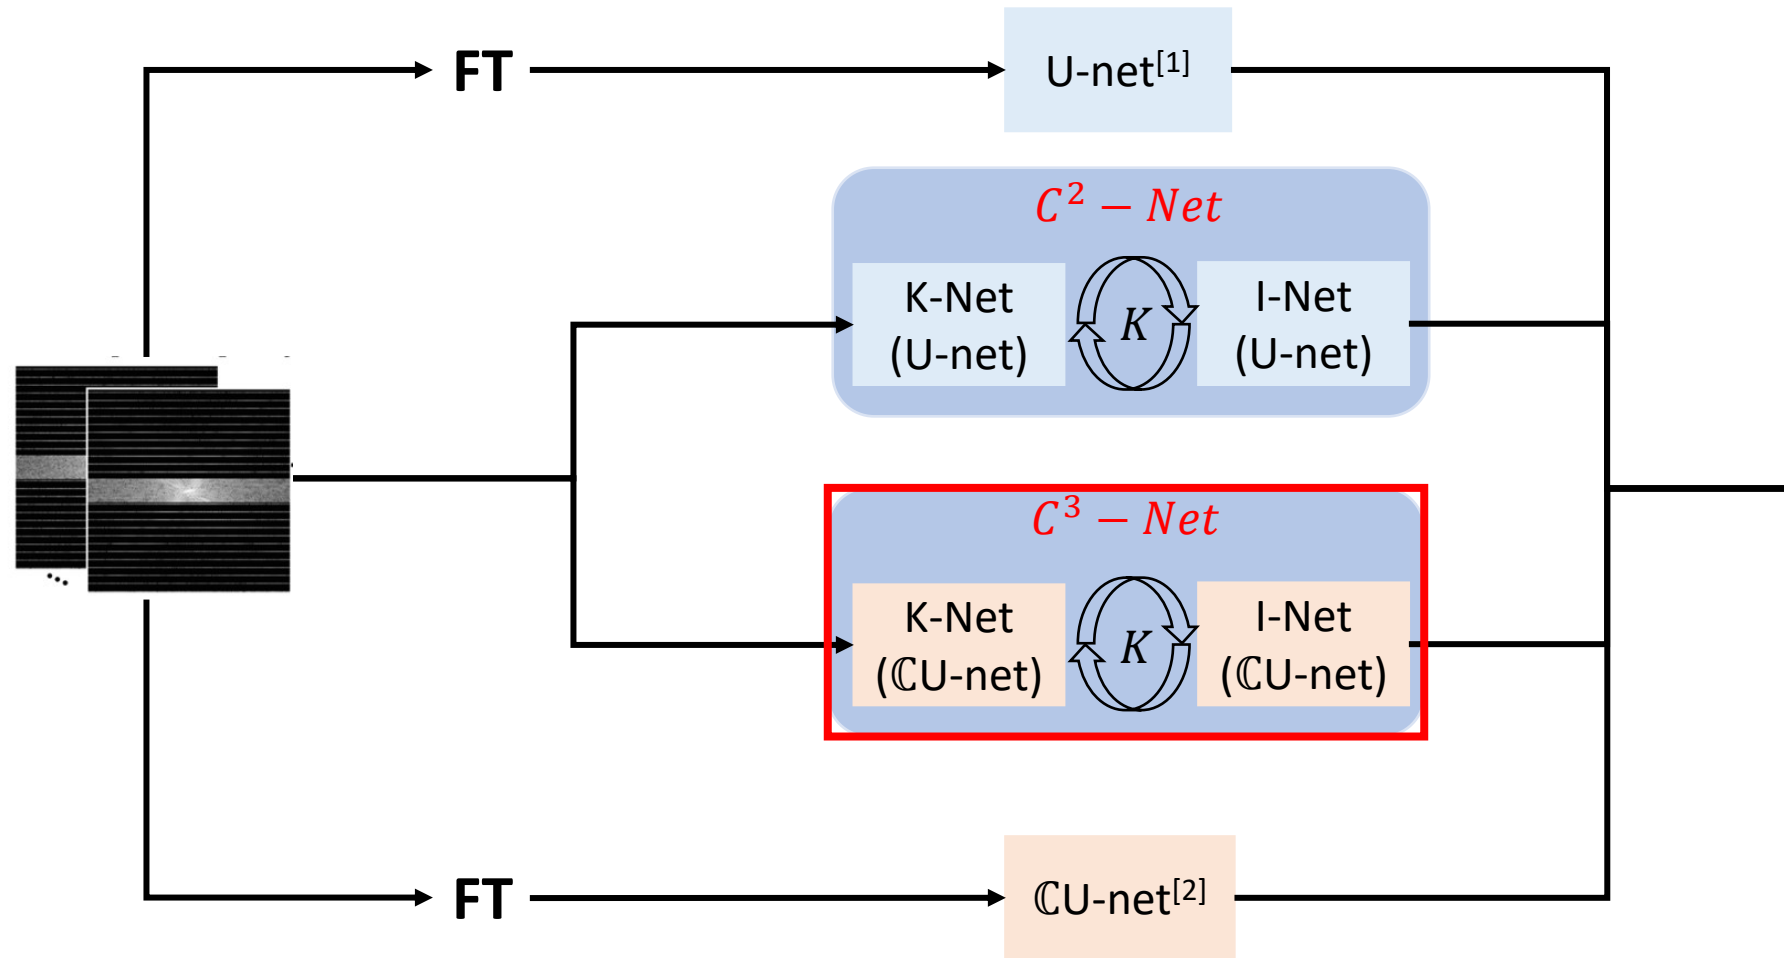 FT
U-net[1]
C² − Net
K-Net
(U-net)
K
I-Net
(U-net)
C³ − Net
K-Net
(ℂU-net)
K
I-Net
(ℂU-net)
FT
ℂU-net[2]